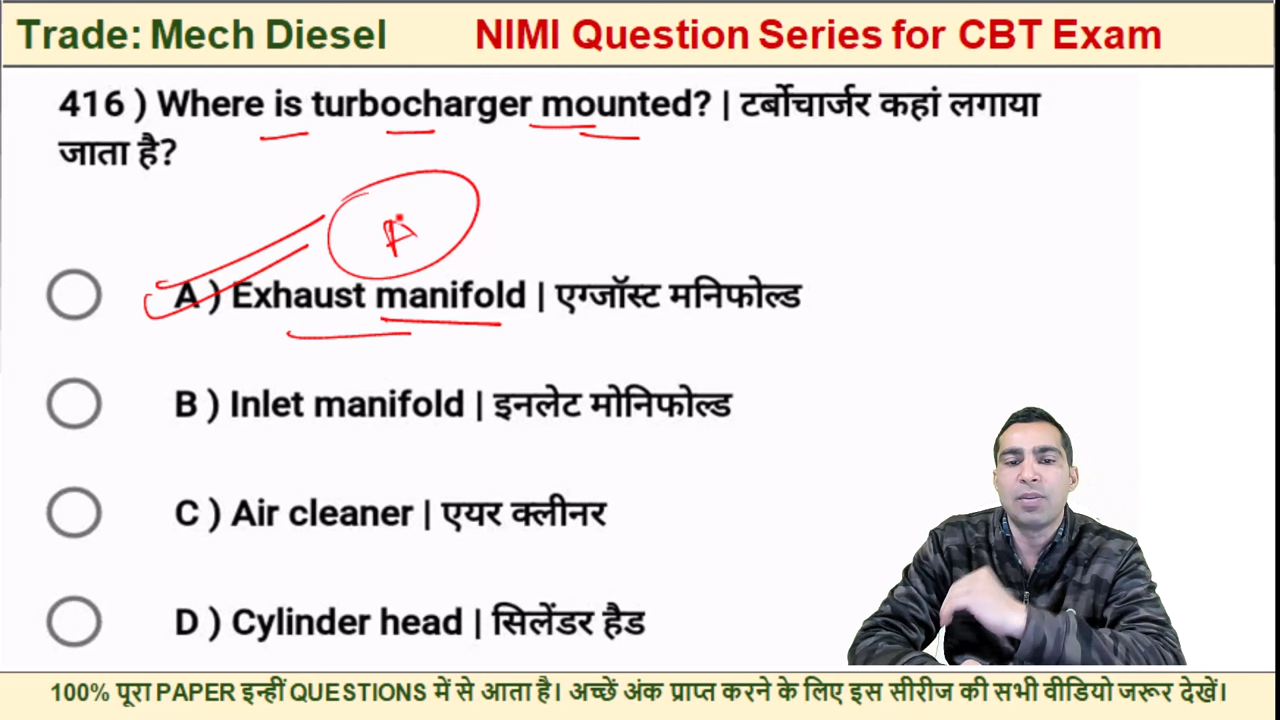 Trade: Mech Diesel NIMI Question Series for CBT Exam
416 ) Where is turbocharger mounted? | टर्बोचार्जर कहां लगाया
जाता है?
A
A ) Exhaust manifold | एग्जॉस्ट मनिफोल्ड
B ) Inlet manifold | इनलेट मोनिफोल्ड
C ) Air cleaner | एयर क्लीनर
D ) Cylinder head | सिलेंडर हैड
100% पूरा PAPER इन्हीं QUESTIONS में से आता है। अच्छें अंक प्राप्त करने के लिए इस सीरीज की सभी वीडियो जरूर देखें।